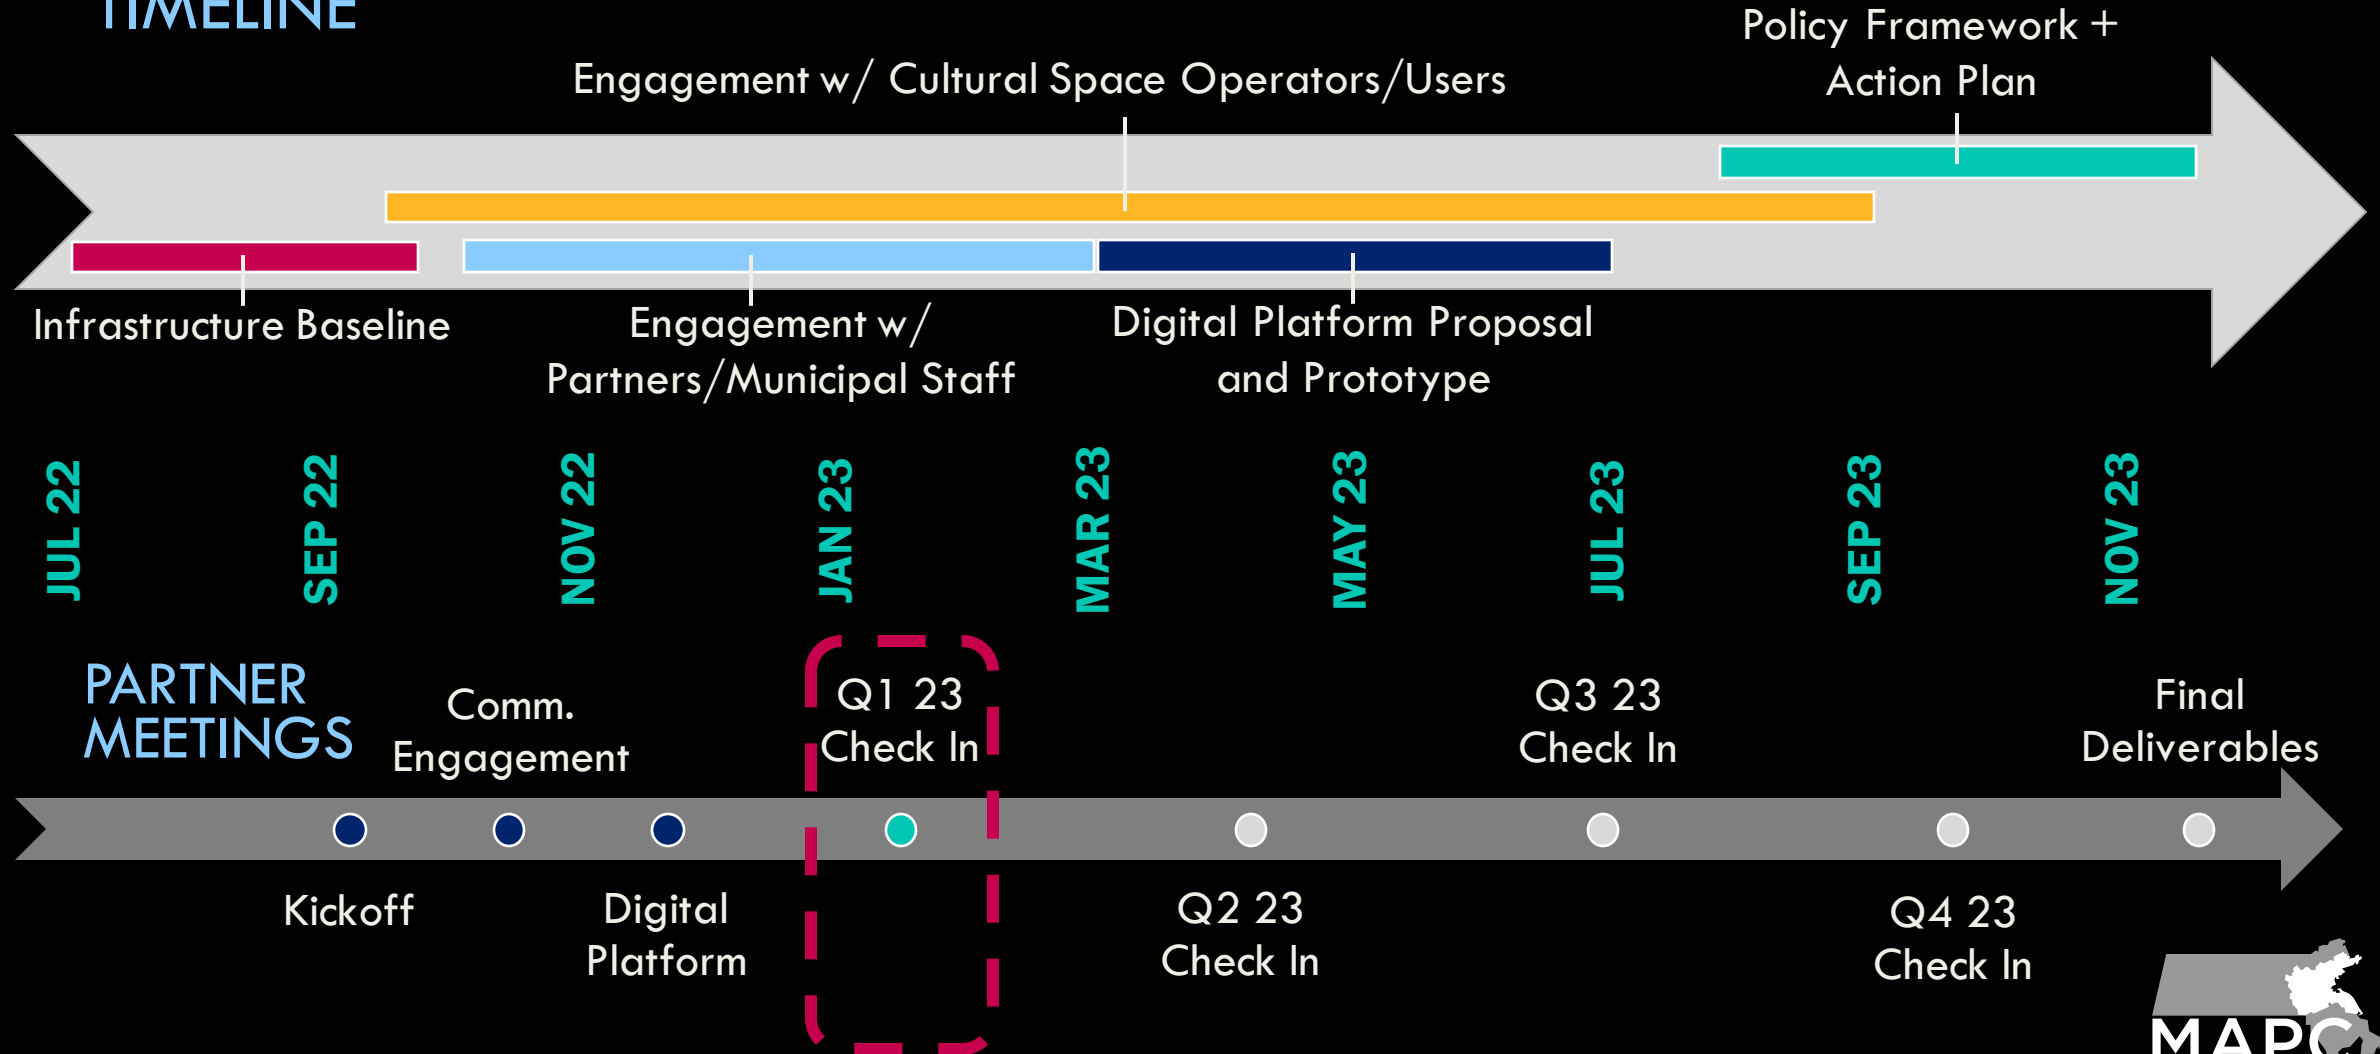 TIMELINE
Policy Framework +
Action Plan
Engagement w/ Cultural Space Operators/Users
Infrastructure Baseline
Engagement w/
Partners/Municipal Staff
Digital Platform Proposal
and Prototype
JUL 22
SEP 22
NOV 22
JAN 23
MAR 23
MAY 23
JUL 23
SEP 23
NOV 23
PARTNER
MEETINGS
Comm.
Engagement
Q1 23
Check In
Q3 23
Check In
Final
Deliverables
Kickoff
Digital
Platform
Q2 23
Check In
Q4 23
Check In
MAPC